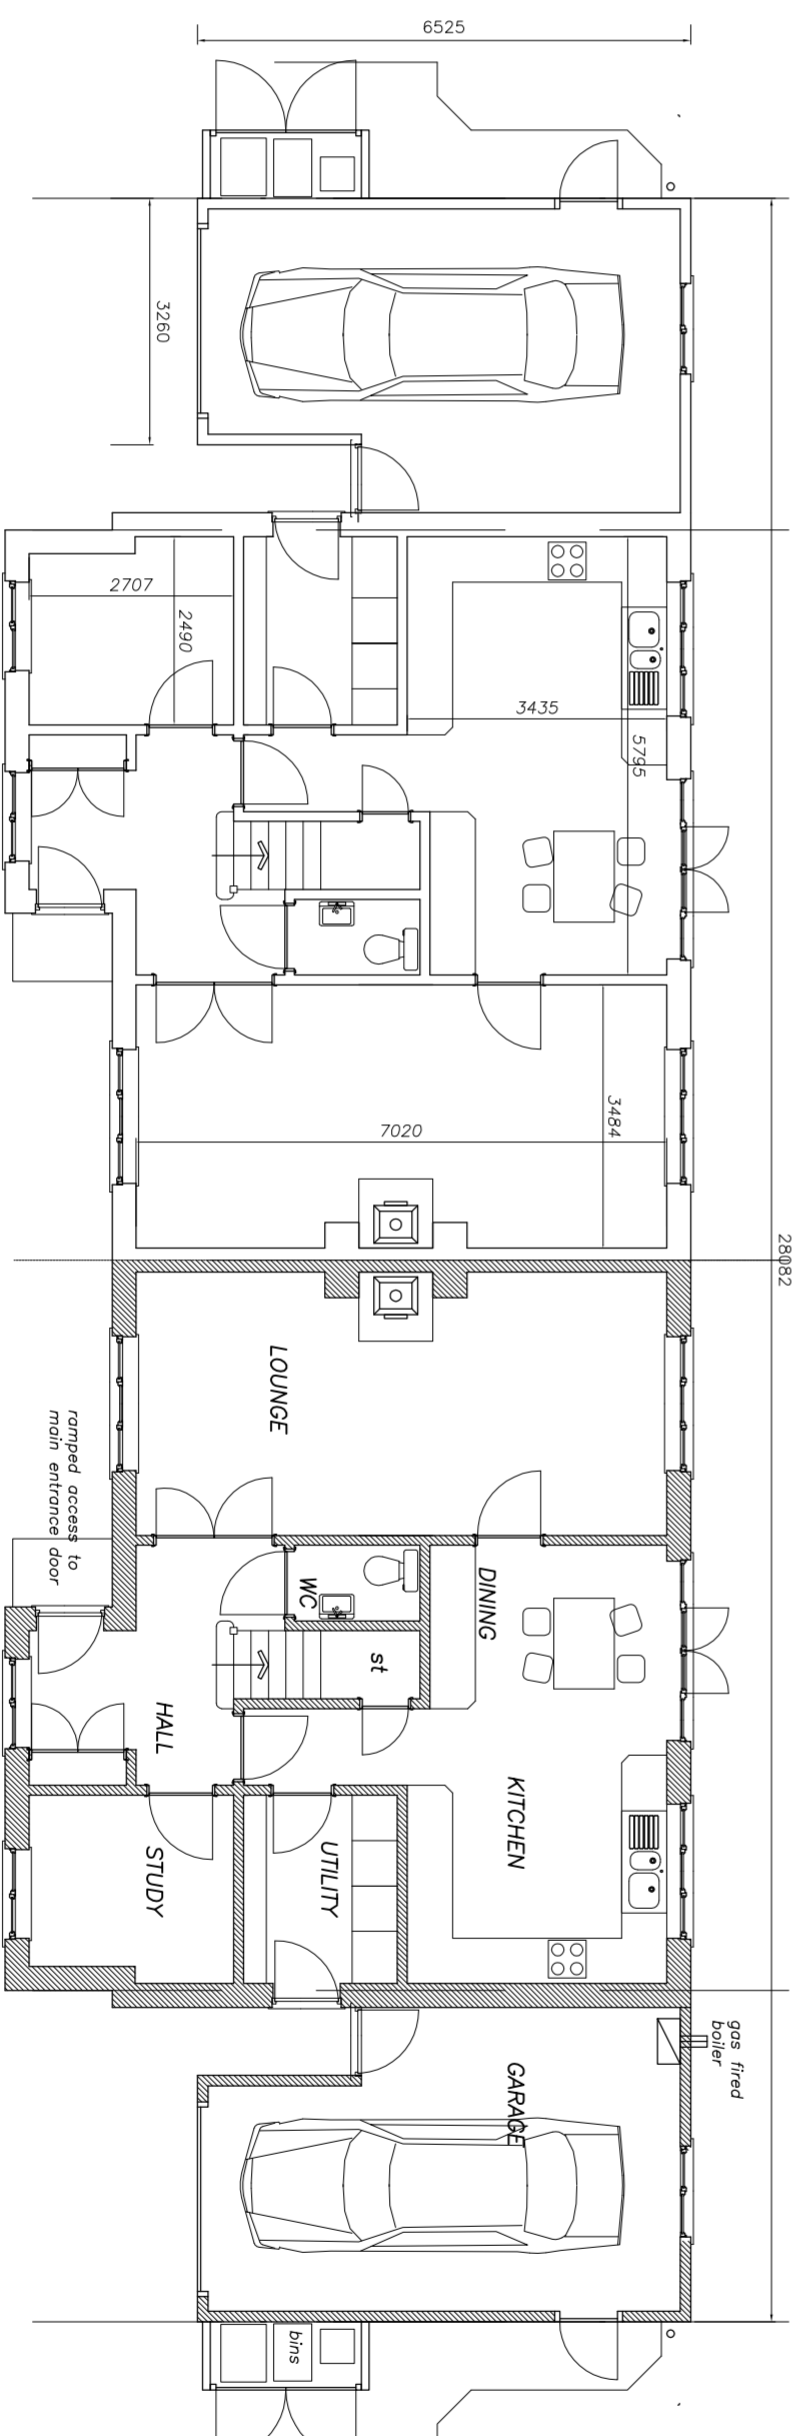 6525
3260
2707
2490
3435
5795
3484
7020
28082
LOUNGE
ramped access to
main entrance door
DINING
WC
st
HALL
KITCHEN
STUDY
UTILITY
gas fired
boiler
GARAGE
bins